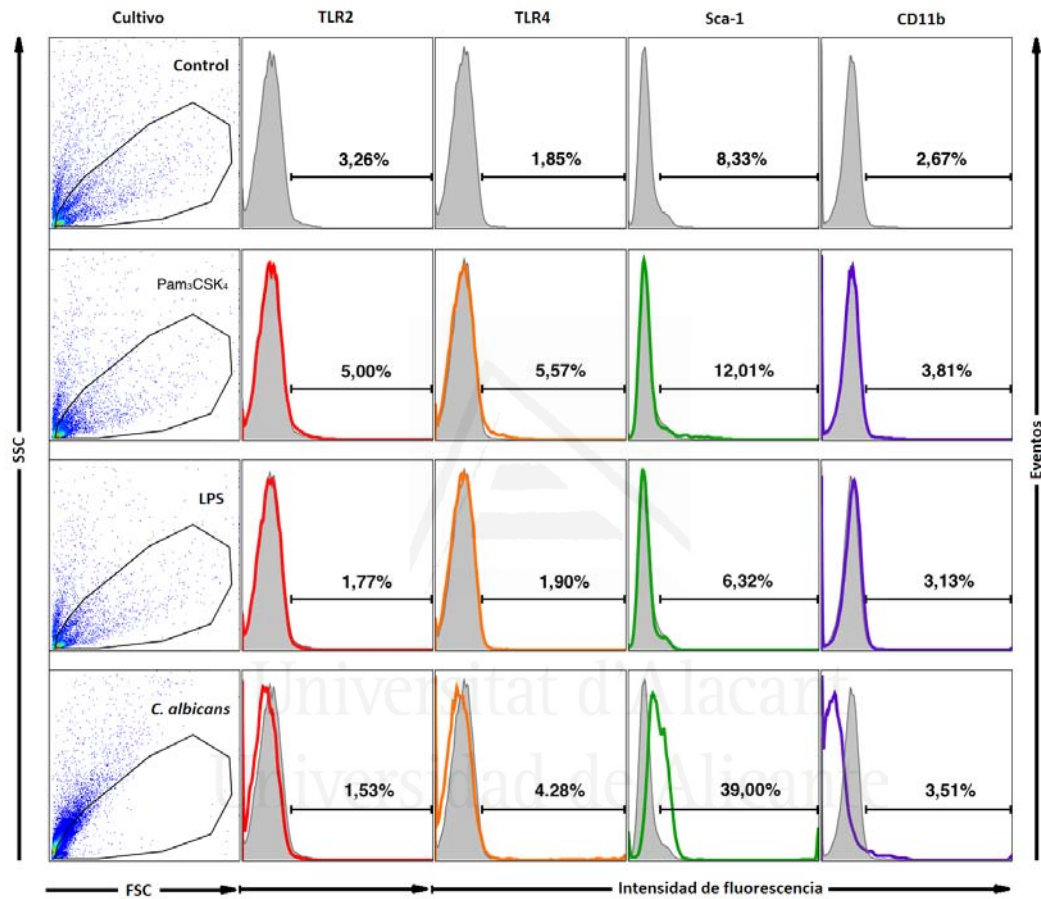 Cultivo TLR2 TLR4 Sca-1 CD11b
Control 3,26% 1,85% 8,33% 2,67%
Pam₃CSK₄ 5,00% 5,57% 12,01% 3,81%
LPS 1,77% 1,90% 6,32% 3,13%
C. albicans 1,53% 4.28% 39,00% 3,51%
SSC
Eventos
FSC Intensidad de fluorescencia
Universitat d'Alacant
Universidad de Alicante